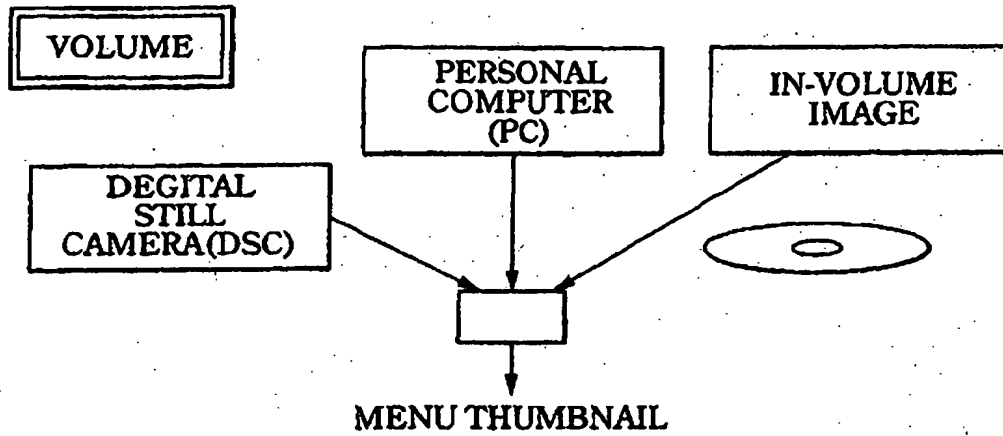 VOLUME
PERSONAL
COMPUTER
(PC)
IN-VOLUME
IMAGE
DEGITAL
STILL
CAMERA(DSC)
MENU THUMBNAIL